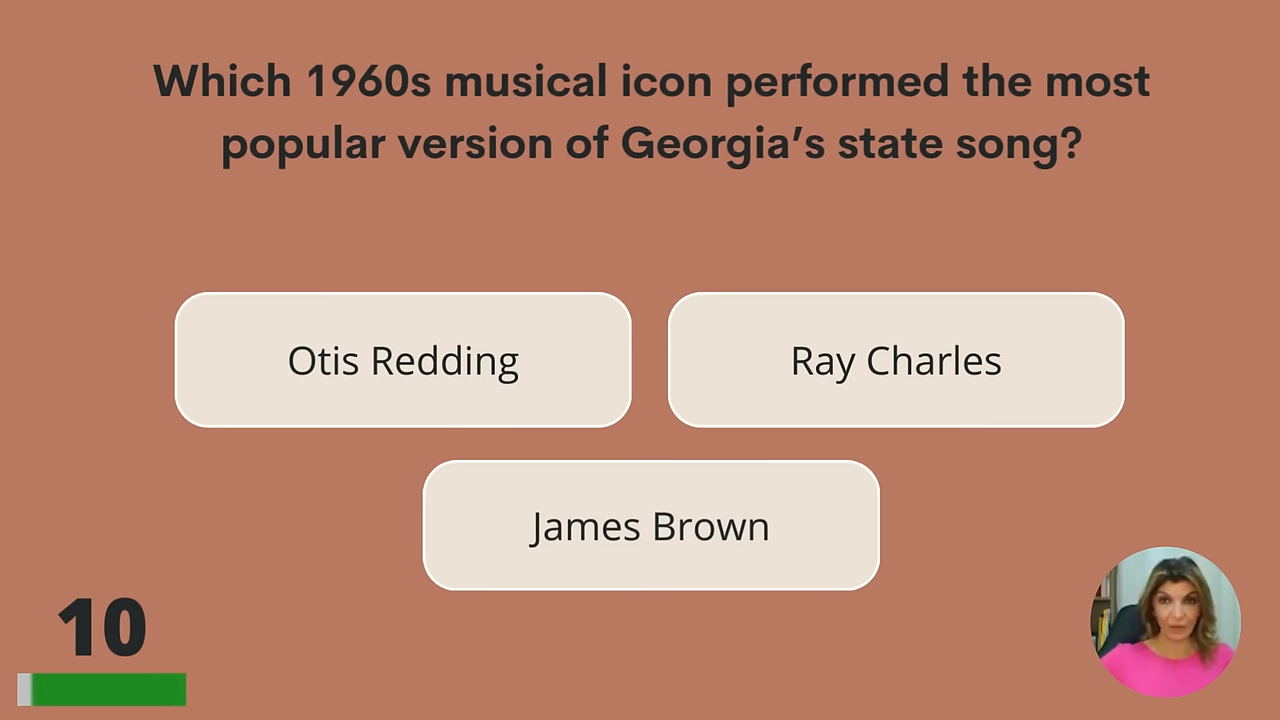 Which 1960s musical icon performed the most
popular version of Georgia’s state song?
Otis Redding
Ray Charles
James Brown
10